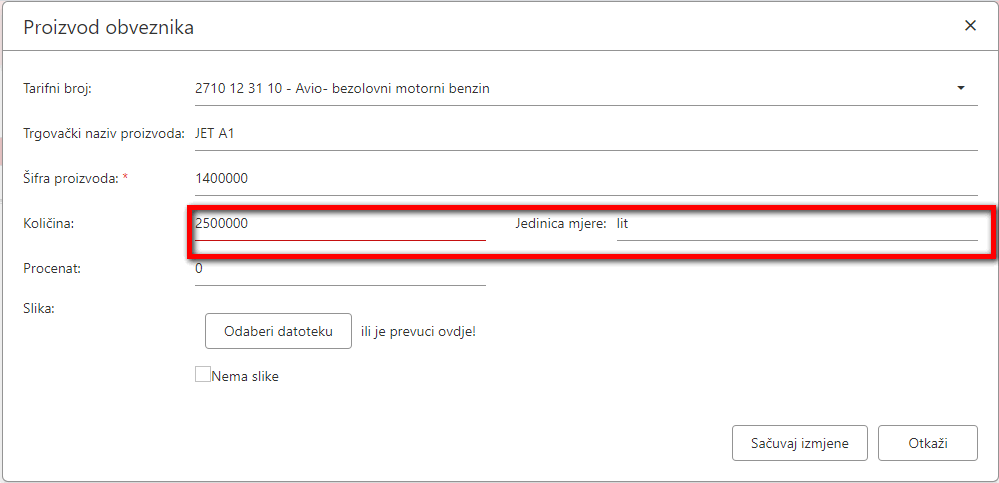 Proizvod obveznika
Tarifni broj: 2710 12 31 10 - Avio- bezolovni motorni benzin
Trgovački naziv proizvoda: JET A1
Šifra proizvoda: * 1400000
Količina: 2500000 Jedinica mjere: lit
Procenat: 0
Slika:
Odaberi datoteku ili je prevuci ovdje!
Nema slike
Sačuvaj izmjene Otkaži